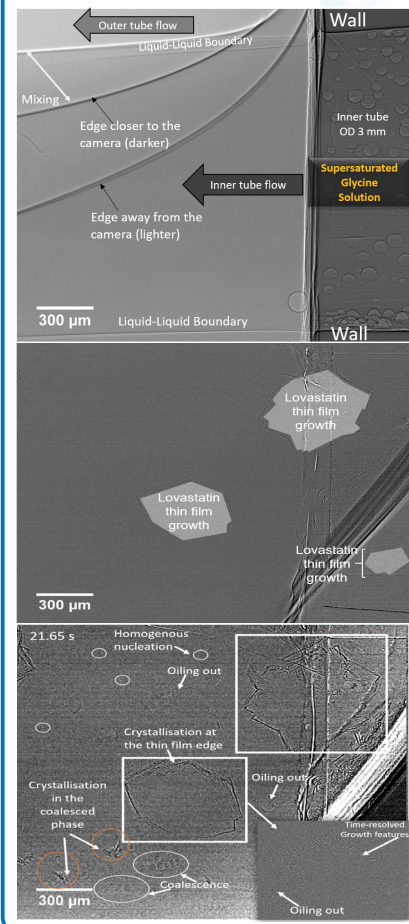 Outer tube flow
Wall
Liquid-Liquid Boundary
Mixing
Edge closer to the
camera (darker)
Inner tube
OD 3 mm
Supersaturated
Glycine
Solution
Inner tube flow
Edge away from the
camera (lighter)
300 µm
Liquid-Liquid Boundary
Wall
Lovastatin
thin film
growth
Lovastatin
thin film
growth
Lovastatin
thin film
growth
300 µm
21.65 s
Homogenous
nucleation
Oiling out
Crystallisation at
the thin film edge
Oiling out
Crystallisation
in the
coalesced
phase
Time-resolved
Growth features
Coalescence
Oiling out
300 µm